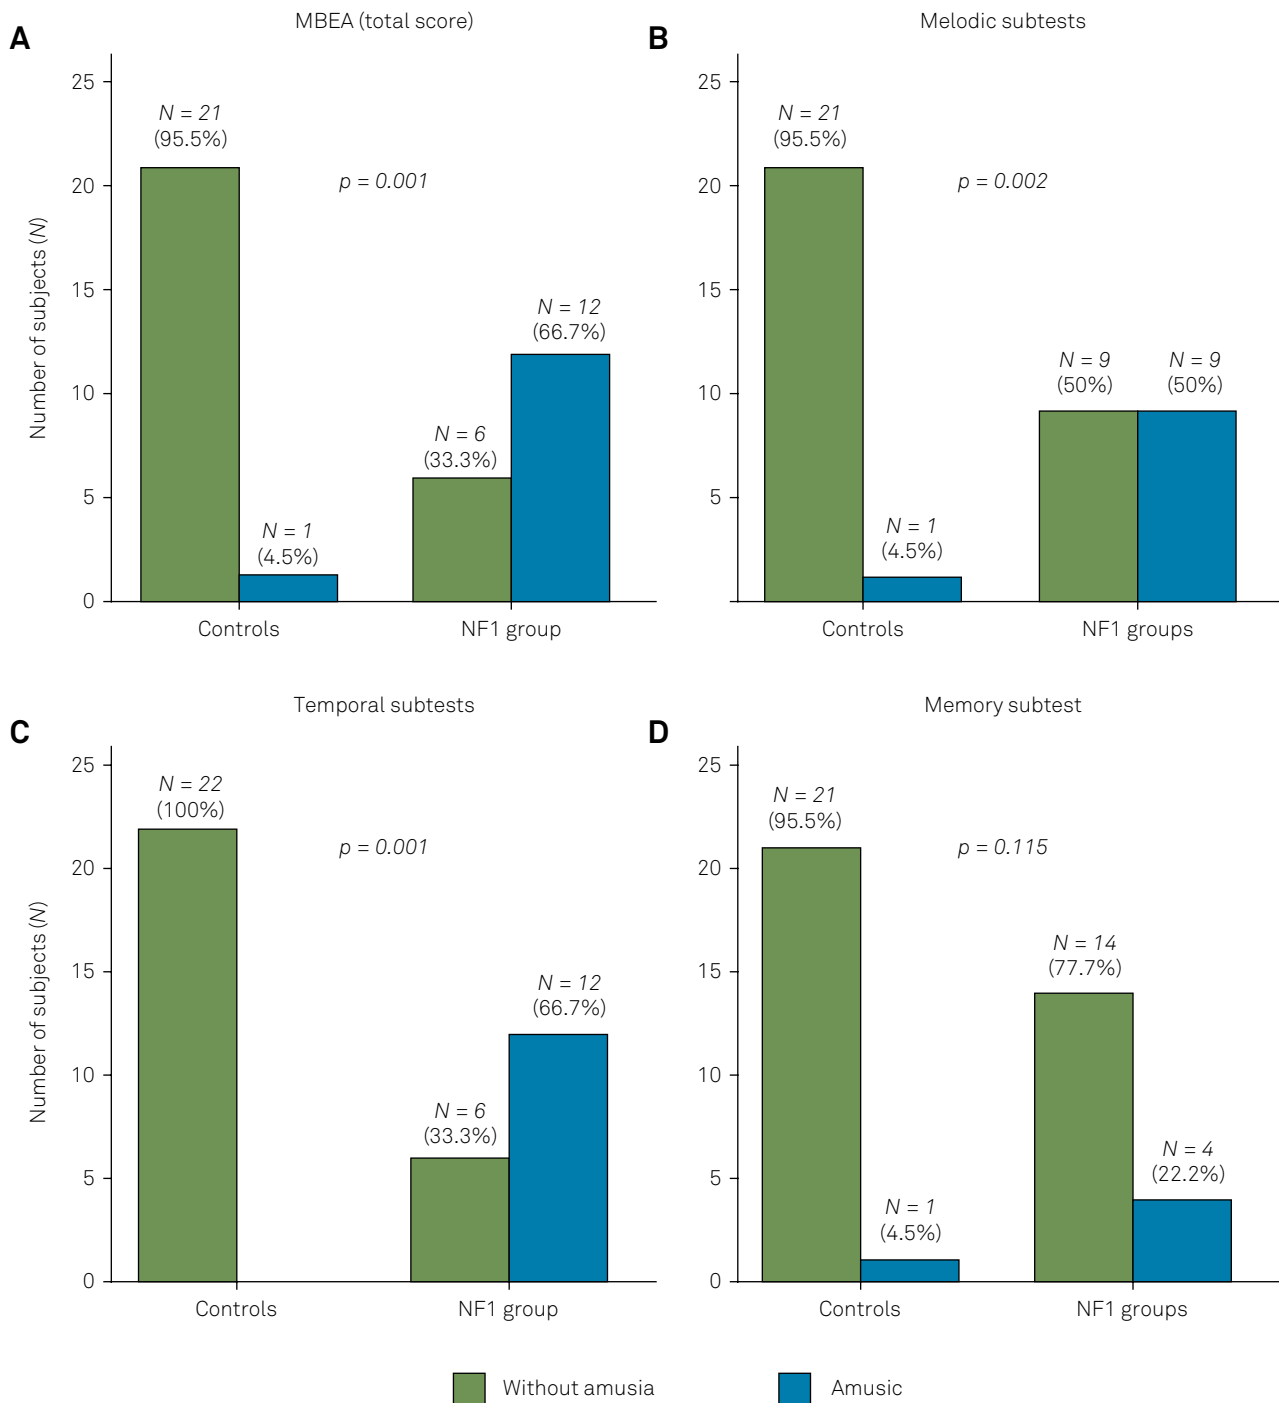 MBEA (total score)
A
25
20
15
10
5
0
Number of subjects (N)
N = 21
(95.5%)
p = 0.001
N = 1
(4.5%)
N = 6
(33.3%)
N = 12
(66.7%)
Controls
NF1 group
Melodic subtests
B
25
20
15
10
5
N = 21
(95.5%)
p = 0.002
N = 1
(4.5%)
N = 9
(50%)
N = 9
(50%)
Controls
NF1 groups
Temporal subtests
C
25
20
15
10
5
0
Number of subjects (N)
N = 22
(100%)
p = 0.001
N = 6
(33.3%)
N = 12
(66.7%)
Controls
NF1 group
Memory subtest
D
25
20
15
10
5
0
N = 21
(95.5%)
p = 0.115
N = 1
(4.5%)
N = 14
(77.7%)
N = 4
(22.2%)
Controls
NF1 groups
Without amusia
Amusic